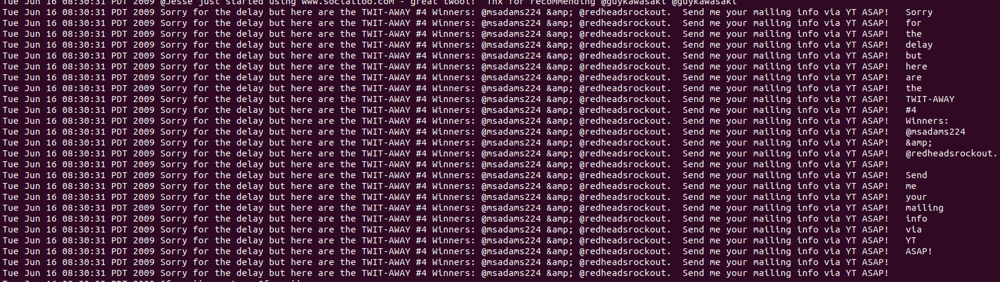 Tue Jun 16 08:30:31 PDT 2009 @Jesse just started using www.socialtoo.com - great twool!  Thx for recommending @guykawasaki @guykawasaki
Tue Jun 16 08:30:31 PDT 2009 Sorry for the delay but here are the TWIT-AWAY #4 Winners: @msadams224 &amp; @redheadsrockout.  Send me your mailing info via YT ASAP!   Sorry
Tue Jun 16 08:30:31 PDT 2009 Sorry for the delay but here are the TWIT-AWAY #4 Winners: @msadams224 &amp; @redheadsrockout.  Send me your mailing info via YT ASAP!   for
Tue Jun 16 08:30:31 PDT 2009 Sorry for the delay but here are the TWIT-AWAY #4 Winners: @msadams224 &amp; @redheadsrockout.  Send me your mailing info via YT ASAP!   the
Tue Jun 16 08:30:31 PDT 2009 Sorry for the delay but here are the TWIT-AWAY #4 Winners: @msadams224 &amp; @redheadsrockout.  Send me your mailing info via YT ASAP!   delay
Tue Jun 16 08:30:31 PDT 2009 Sorry for the delay but here are the TWIT-AWAY #4 Winners: @msadams224 &amp; @redheadsrockout.  Send me your mailing info via YT ASAP!   but
Tue Jun 16 08:30:31 PDT 2009 Sorry for the delay but here are the TWIT-AWAY #4 Winners: @msadams224 &amp; @redheadsrockout.  Send me your mailing info via YT ASAP!   here
Tue Jun 16 08:30:31 PDT 2009 Sorry for the delay but here are the TWIT-AWAY #4 Winners: @msadams224 &amp; @redheadsrockout.  Send me your mailing info via YT ASAP!   are
Tue Jun 16 08:30:31 PDT 2009 Sorry for the delay but here are the TWIT-AWAY #4 Winners: @msadams224 &amp; @redheadsrockout.  Send me your mailing info via YT ASAP!   the
Tue Jun 16 08:30:31 PDT 2009 Sorry for the delay but here are the TWIT-AWAY #4 Winners: @msadams224 &amp; @redheadsrockout.  Send me your mailing info via YT ASAP!   TWIT-AWAY
Tue Jun 16 08:30:31 PDT 2009 Sorry for the delay but here are the TWIT-AWAY #4 Winners: @msadams224 &amp; @redheadsrockout.  Send me your mailing info via YT ASAP!   #4
Tue Jun 16 08:30:31 PDT 2009 Sorry for the delay but here are the TWIT-AWAY #4 Winners: @msadams224 &amp; @redheadsrockout.  Send me your mailing info via YT ASAP!   Winners:
Tue Jun 16 08:30:31 PDT 2009 Sorry for the delay but here are the TWIT-AWAY #4 Winners: @msadams224 &amp; @redheadsrockout.  Send me your mailing info via YT ASAP!   @msadams224
Tue Jun 16 08:30:31 PDT 2009 Sorry for the delay but here are the TWIT-AWAY #4 Winners: @msadams224 &amp; @redheadsrockout.  Send me your mailing info via YT ASAP!   &amp;
Tue Jun 16 08:30:31 PDT 2009 Sorry for the delay but here are the TWIT-AWAY #4 Winners: @msadams224 &amp; @redheadsrockout.  Send me your mailing info via YT ASAP!   @redheadsrockout.
Tue Jun 16 08:30:31 PDT 2009 Sorry for the delay but here are the TWIT-AWAY #4 Winners: @msadams224 &amp; @redheadsrockout.  Send me your mailing info via YT ASAP!
Tue Jun 16 08:30:31 PDT 2009 Sorry for the delay but here are the TWIT-AWAY #4 Winners: @msadams224 &amp; @redheadsrockout.  Send me your mailing info via YT ASAP!   Send
Tue Jun 16 08:30:31 PDT 2009 Sorry for the delay but here are the TWIT-AWAY #4 Winners: @msadams224 &amp; @redheadsrockout.  Send me your mailing info via YT ASAP!   me
Tue Jun 16 08:30:31 PDT 2009 Sorry for the delay but here are the TWIT-AWAY #4 Winners: @msadams224 &amp; @redheadsrockout.  Send me your mailing info via YT ASAP!   your
Tue Jun 16 08:30:31 PDT 2009 Sorry for the delay but here are the TWIT-AWAY #4 Winners: @msadams224 &amp; @redheadsrockout.  Send me your mailing info via YT ASAP!   mailing
Tue Jun 16 08:30:31 PDT 2009 Sorry for the delay but here are the TWIT-AWAY #4 Winners: @msadams224 &amp; @redheadsrockout.  Send me your mailing info via YT ASAP!   info
Tue Jun 16 08:30:31 PDT 2009 Sorry for the delay but here are the TWIT-AWAY #4 Winners: @msadams224 &amp; @redheadsrockout.  Send me your mailing info via YT ASAP!   via
Tue Jun 16 08:30:31 PDT 2009 Sorry for the delay but here are the TWIT-AWAY #4 Winners: @msadams224 &amp; @redheadsrockout.  Send me your mailing info via YT ASAP!   YT
Tue Jun 16 08:30:31 PDT 2009 Sorry for the delay but here are the TWIT-AWAY #4 Winners: @msadams224 &amp; @redheadsrockout.  Send me your mailing info via YT ASAP!   ASAP!
Tue Jun 16 08:30:31 PDT 2009 Sorry for the delay but here are the TWIT-AWAY #4 Winners: @msadams224 &amp; @redheadsrockout.  Send me your mailing info via YT ASAP!
Tue Jun 16 08:30:31 PDT 2009 Sorry for the delay but here are the TWIT-AWAY #4 Winners: @msadams224 &amp; @redheadsrockout.  Send me your mailing info via YT ASAP!